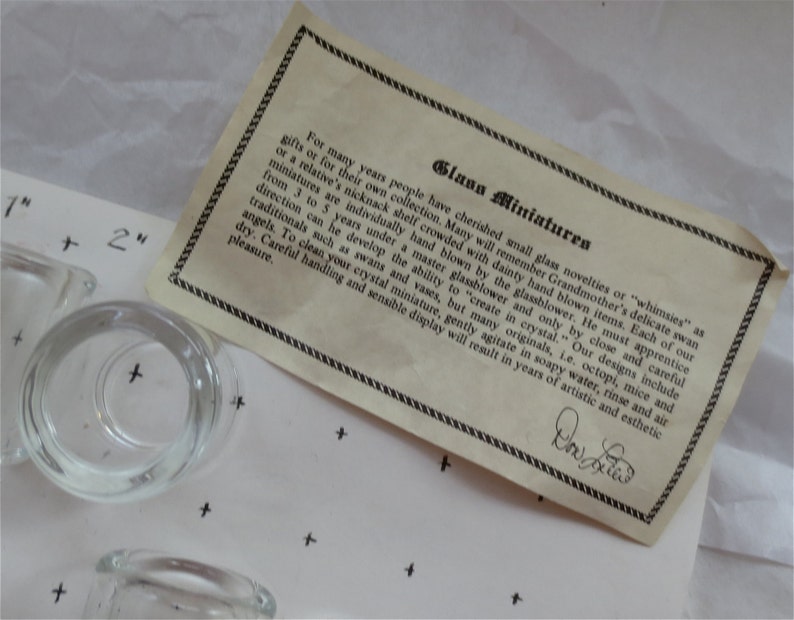 1"
2"
Glass Miniatures
For many years people have cherished small glass novelties or "whimsies" as
gifts or for their own collection. Many will remember Grandmother's delicate swan
or a relative's nicknack shelf crowded with dainty hand blown items. Each of our
miniatures are individually hand blown by the glassblower. He must apprentice
from 3 to 5 years under a master glassblower and only by close and careful
direction, can he develop the ability to "create in crystal." Our designs include
traditionals such as swans and vases, but many originals, i.e. octopi, mice and
angels. To clean your crystal miniature, gently agitate in soapy water, rinse and air
dry. Careful handling and sensible display will result in years of artistic and esthetic
pleasure.
Don